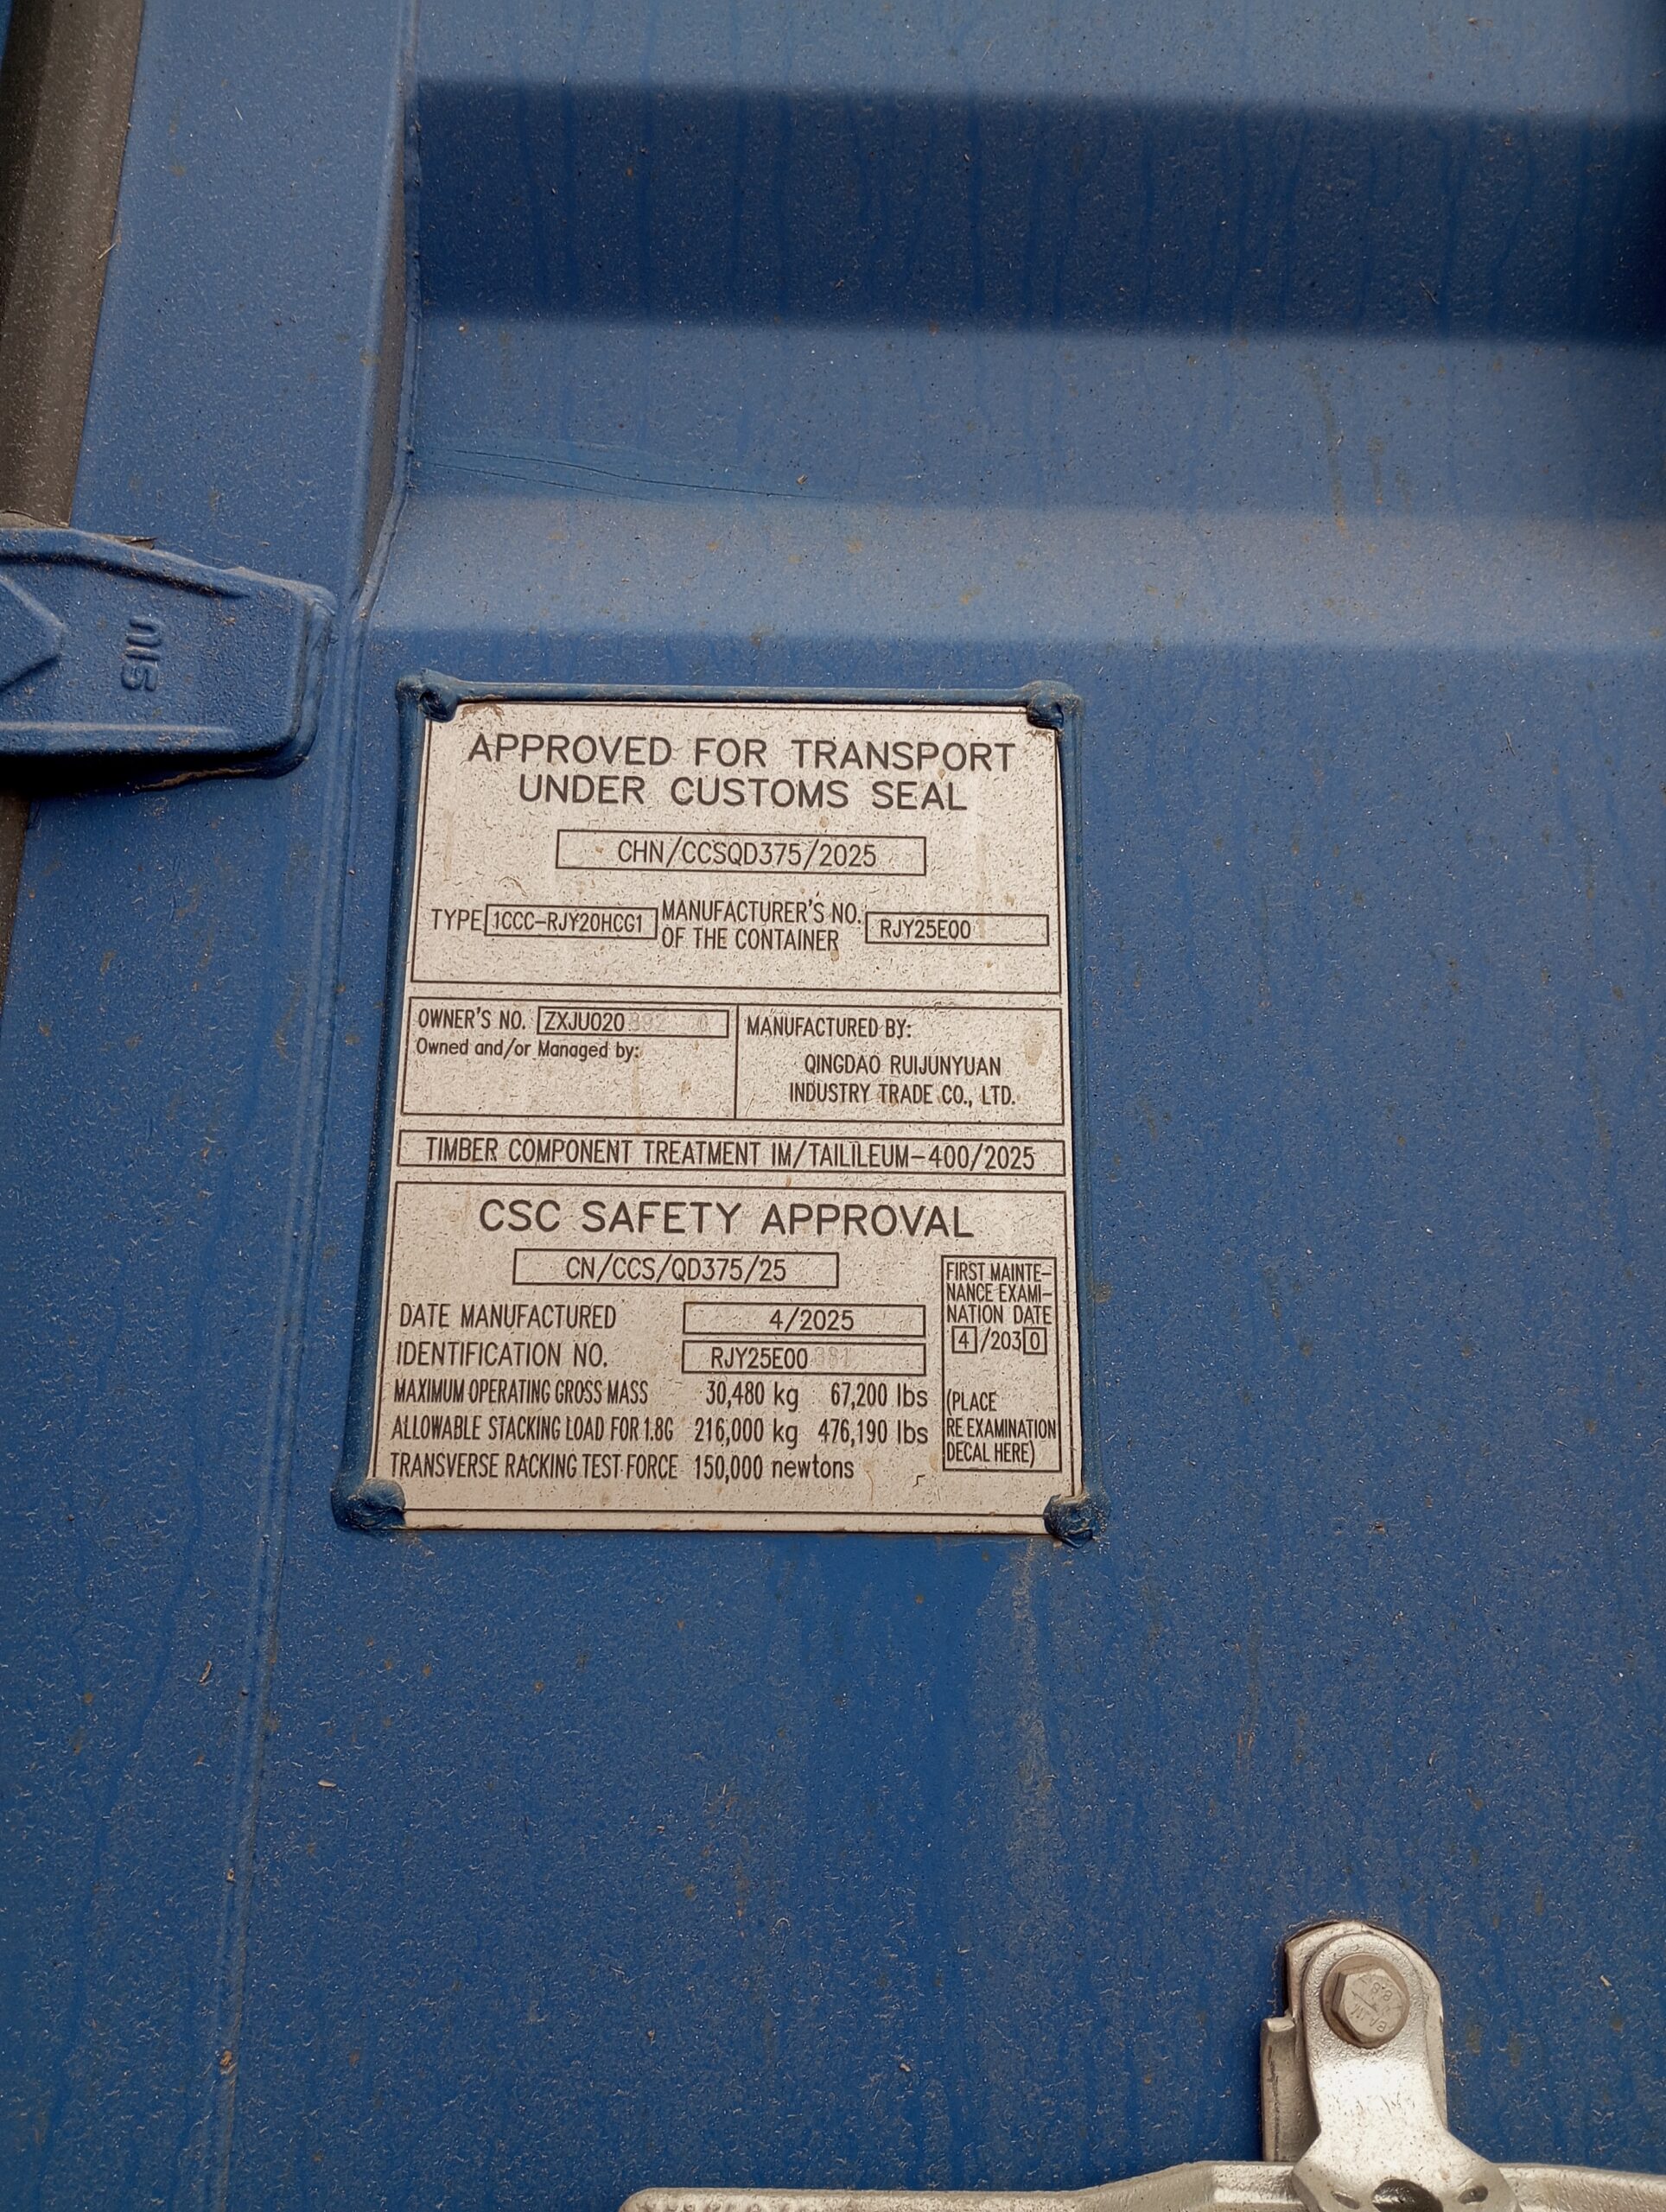 APPROVED FOR TRANSPORT
UNDER CUSTOMS SEAL
CHN/CCSQD375/2025
TYPE 1CCC-RJY20HCG1 MANUFACTURER'S NO. OF THE CONTAINER RJY25E00
OWNER'S NO. ZXJU020
Owned and/or Managed by:
MANUFACTURED BY:
QINGDAO RUIJUNYUAN
INDUSTRY TRADE CO., LTD.
TIMBER COMPONENT TREATMENT IM/TAILILEUM-400/2025
CSC SAFETY APPROVAL
CN/CCS/QD375/25
DATE MANUFACTURED 4/2025
IDENTIFICATION NO. RJY25E00
MAXIMUM OPERATING GROSS MASS 30,480 kg 67,200 lbs
ALLOWABLE STACKING LOAD FOR 1.8G 216,000 kg 476,190 lbs
TRANSVERSE RACKING TEST FORCE 150,000 newtons
FIRST MAINTE-
NANCE EXAMI-
NATION DATE
4/2030
(PLACE
RE EXAMINATION
DECAL HERE)
8.8